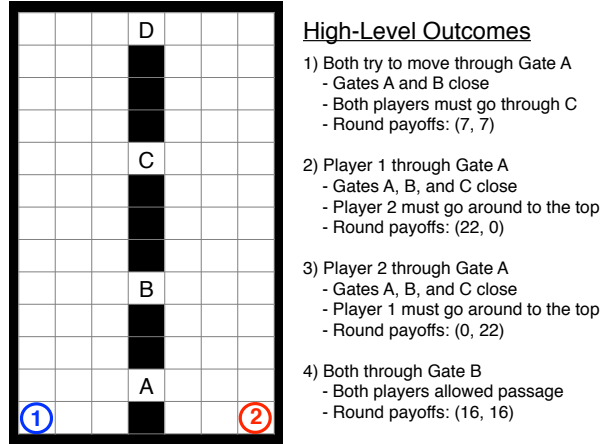 D
C
B
A
1
2
High-Level Outcomes
1) Both try to move through Gate A
- Gates A and B close
- Both players must go through C
- Round payoffs: (7, 7)
2) Player 1 through Gate A
- Gates A, B, and C close
- Player 2 must go around to the top
- Round payoffs: (22, 0)
3) Player 2 through Gate A
- Gates A, B, and C close
- Player 1 must go around to the top
- Round payoffs: (0, 22)
4) Both through Gate B
- Both players allowed passage
- Round payoffs: (16, 16)